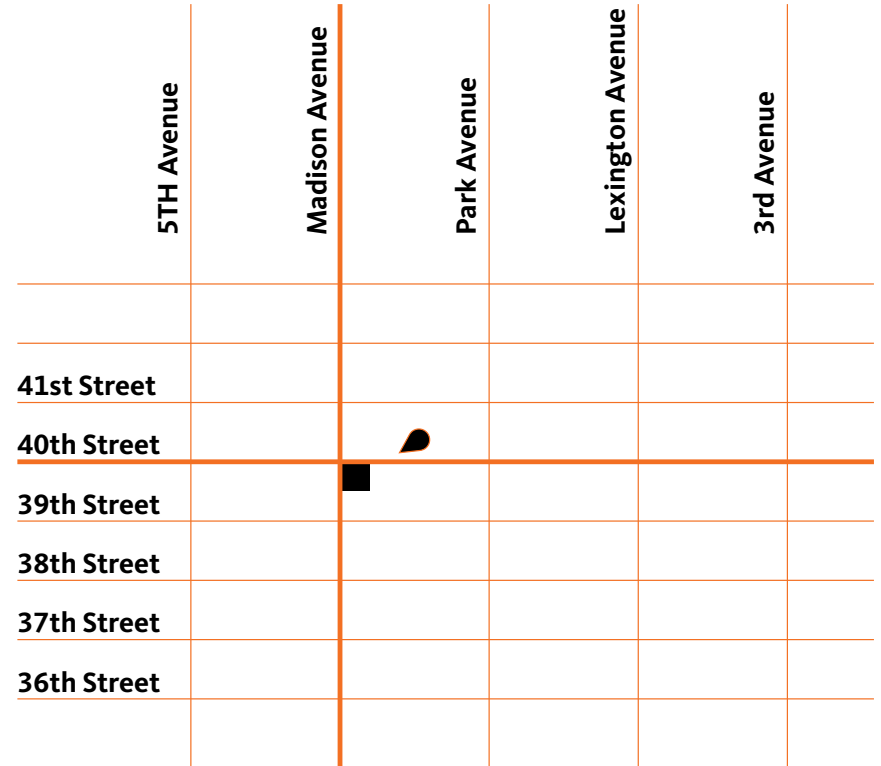 5TH Avenue
Madison Avenue
Park Avenue
Lexington Avenue
3rd Avenue
41st Street
40th Street
39th Street
38th Street
37th Street
36th Street